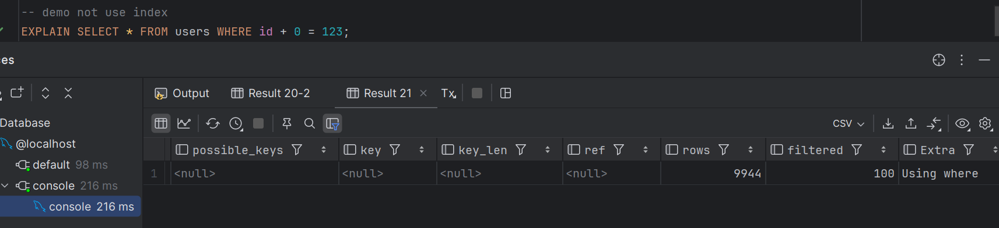 -- demo not use index
EXPLAIN SELECT * FROM users WHERE id + 0 = 123;
ces
Output Result 20-2 Result 21 Tx
Database
CSV
@localhost
possible_keys key key_len ref rows filtered Extra
default 98 ms
1 <null> <null> <null> <null> 9944 100 Using where
console 216 ms
console 216 ms